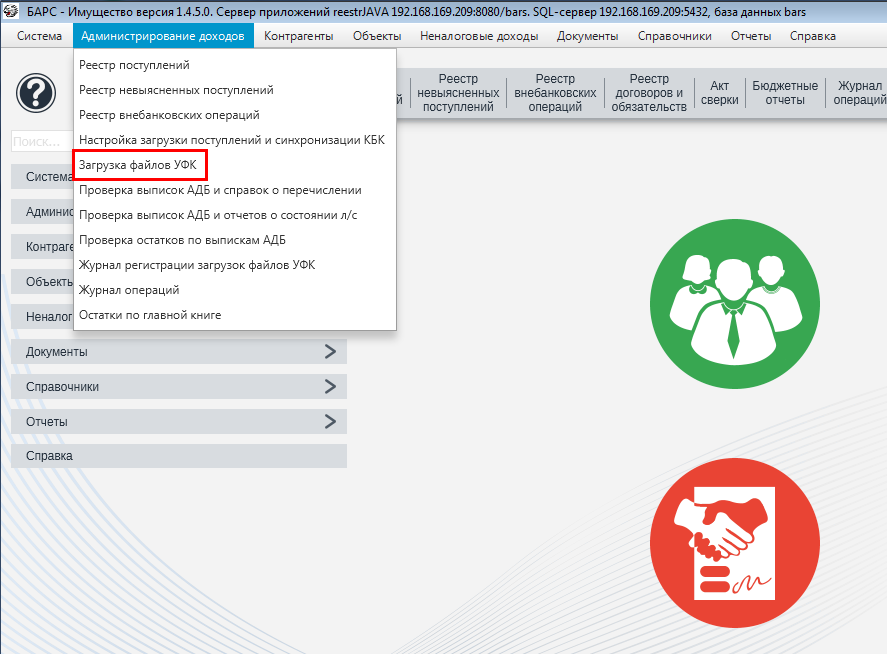 БАРС - Имущество версия 1.4.5.0. Сервер приложений reestrJAVA 192.168.169.209:8080/bars. SQL-сервер 192.168.169.209:5432, база данных bars
Система Администрирование доходов Контрагенты Объекты Неналоговые доходы Документы Справочники Отчеты Справка
Реестр поступлений
Реестр невыясненных поступлений
Реестр внебанковских операций
Настройка загрузки поступлений и синхронизации КБК
Загрузка файлов УФК
Проверка выписок АДБ и справок о перечислении
Проверка выписок АДБ и отчетов о состоянии л/с
Проверка остатков по выпискам АДБ
Журнал регистрации загрузок файлов УФК
Журнал операций
Остатки по главной книге
й
Реестр
невыясненных
поступлений
Реестр
внебанковских
операций
Реестр
договоров и
обязательств
Акт
сверки
Бюджетные
отчеты
Журнал
операций
Поиск...
Система
Админис
Контраге
Объекты
Неналог
Документы
Справочники
Отчеты
Справка